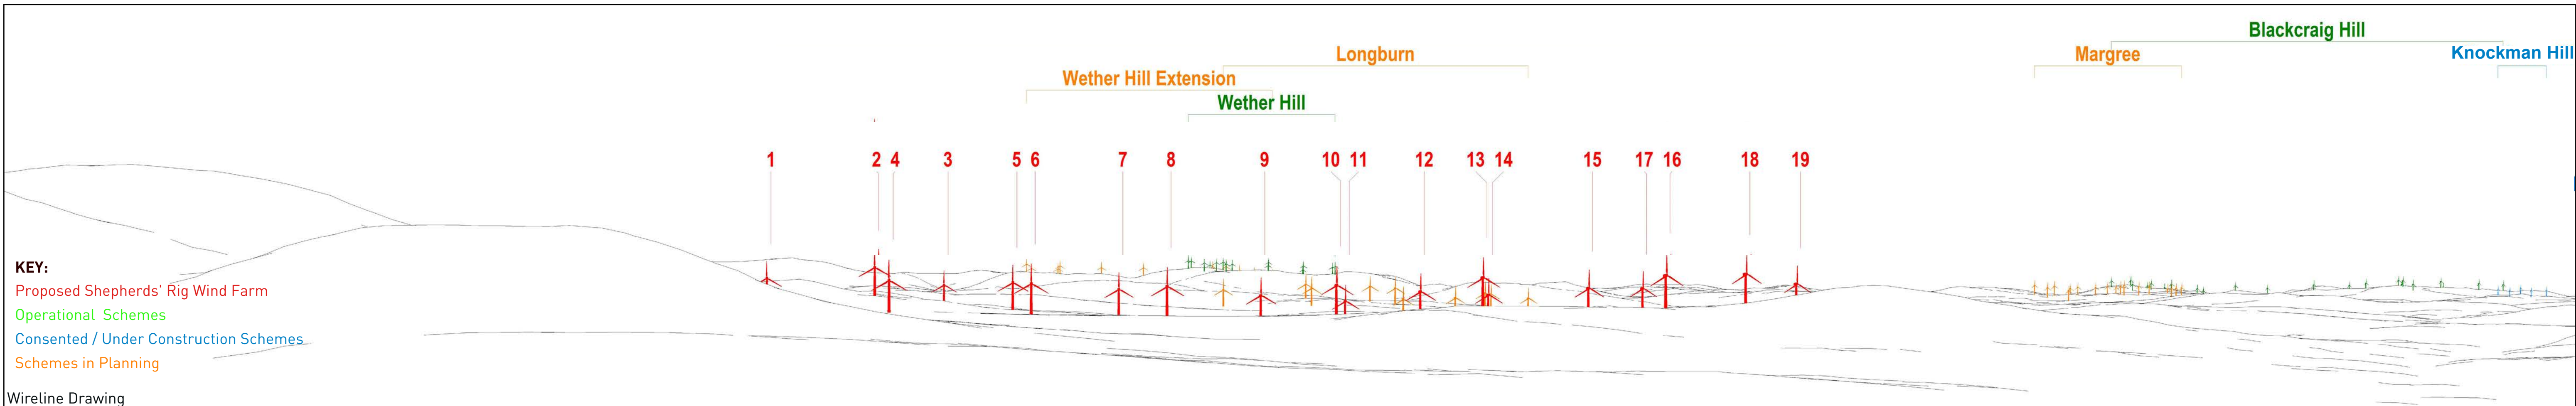 Blackcraig Hill
Longburn
Margree
Knockman Hill
Wether Hill Extension
Wether Hill
1 2 4 3 5 6 7 8 9 10 11 12 13 14 15 17 16 18 19
KEY:
Proposed Shepherds' Rig Wind Farm
Operational Schemes
Consented / Under Construction Schemes
Schemes in Planning
Wireline Drawing